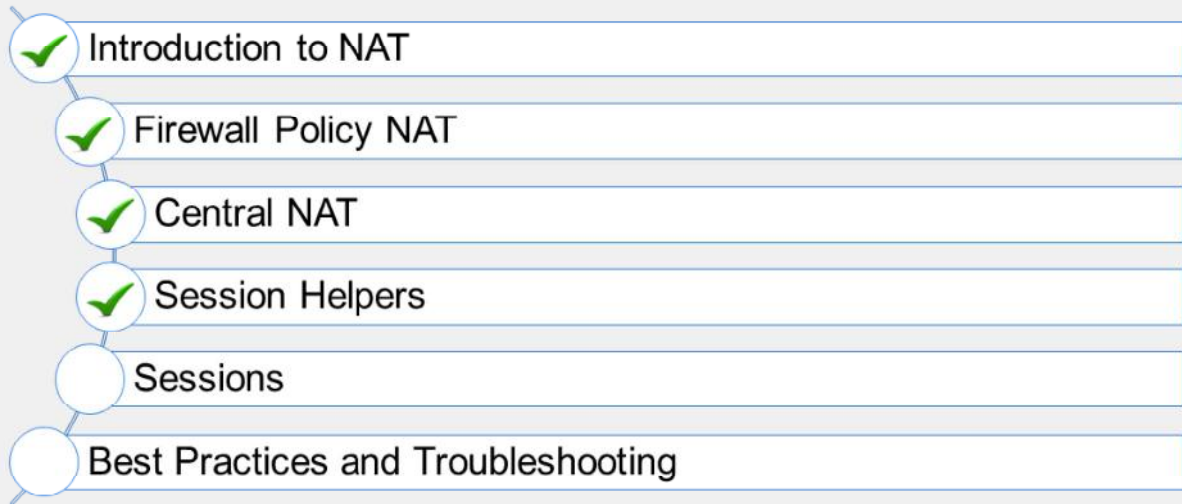 Introduction to NAT
Firewall Policy NAT
Central NAT
Session Helpers
Sessions
Best Practices and Troubleshooting